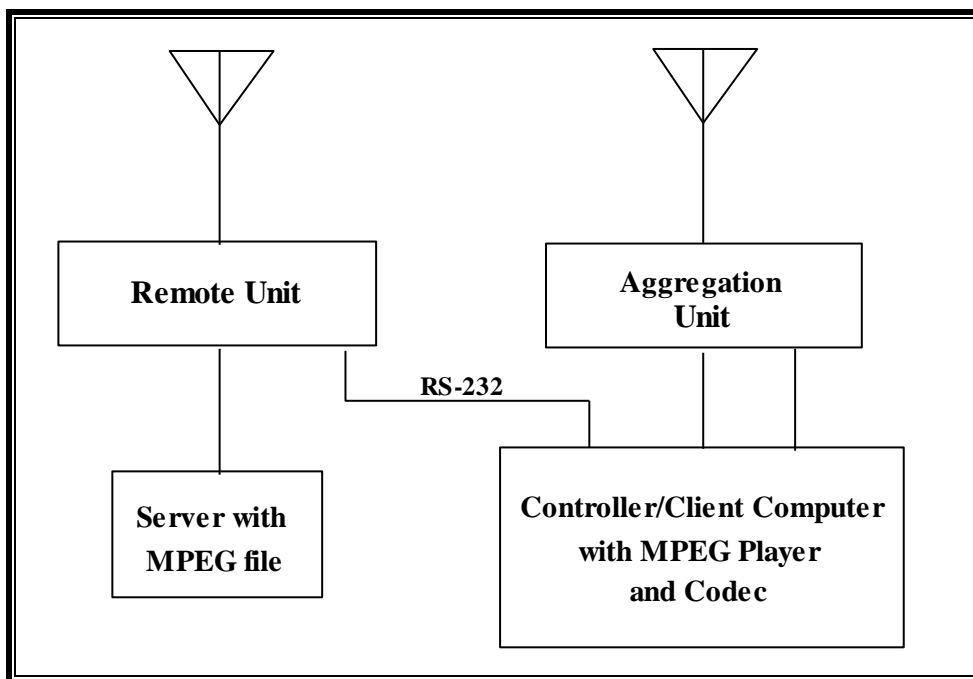 Remote Unit
Aggregation
Unit
RS-232
Server with
MPEG file
Controller/Client Computer
with MPEG Player
and Codec